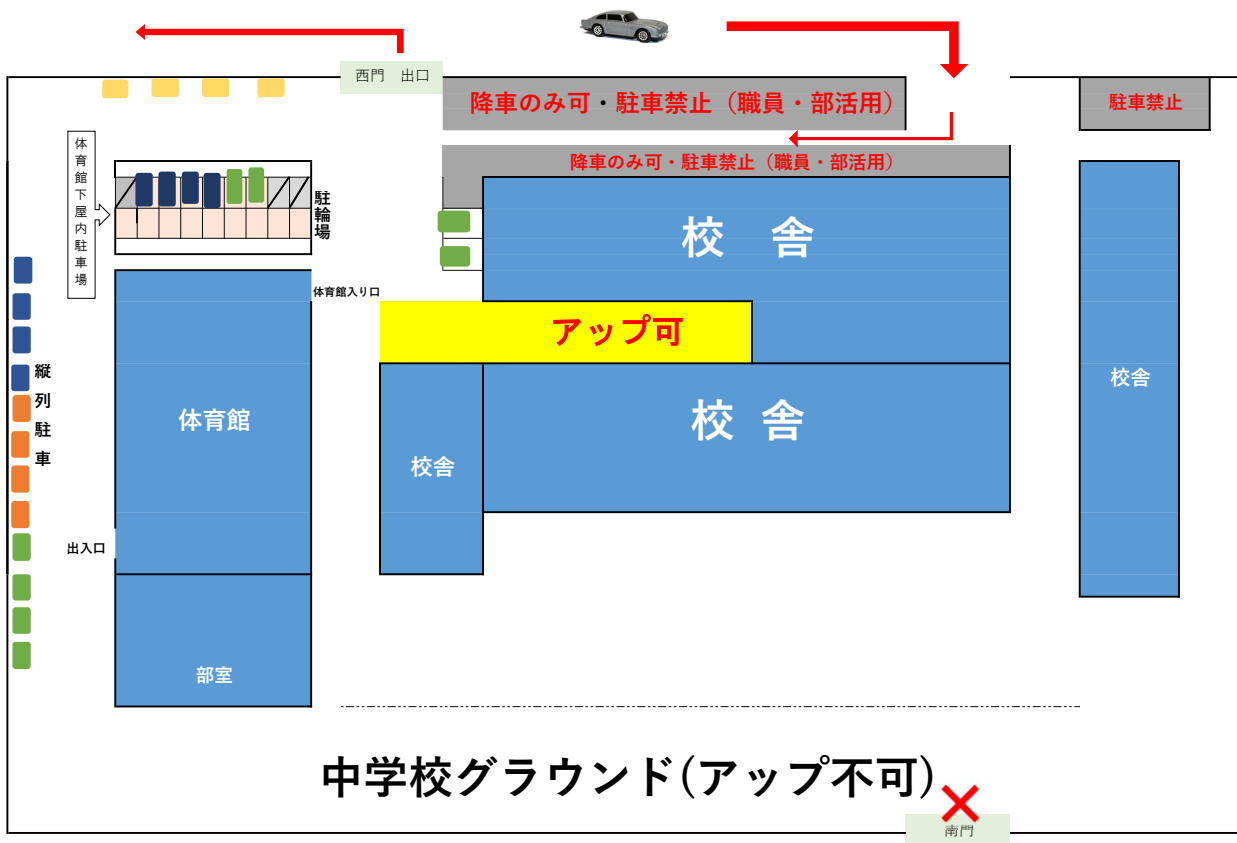 西門　出口
降車のみ可・駐車禁止（職員・部活用）
駐車禁止
降車のみ可・駐車禁止（職員・部活用）
体育館下屋内駐車場
駐輪場
校　舎
体育館入り口
アップ可
縦列駐車
体育館
校　舎
校舎
校舎
出入口
部室
中学校グラウンド(アップ不可)
南門